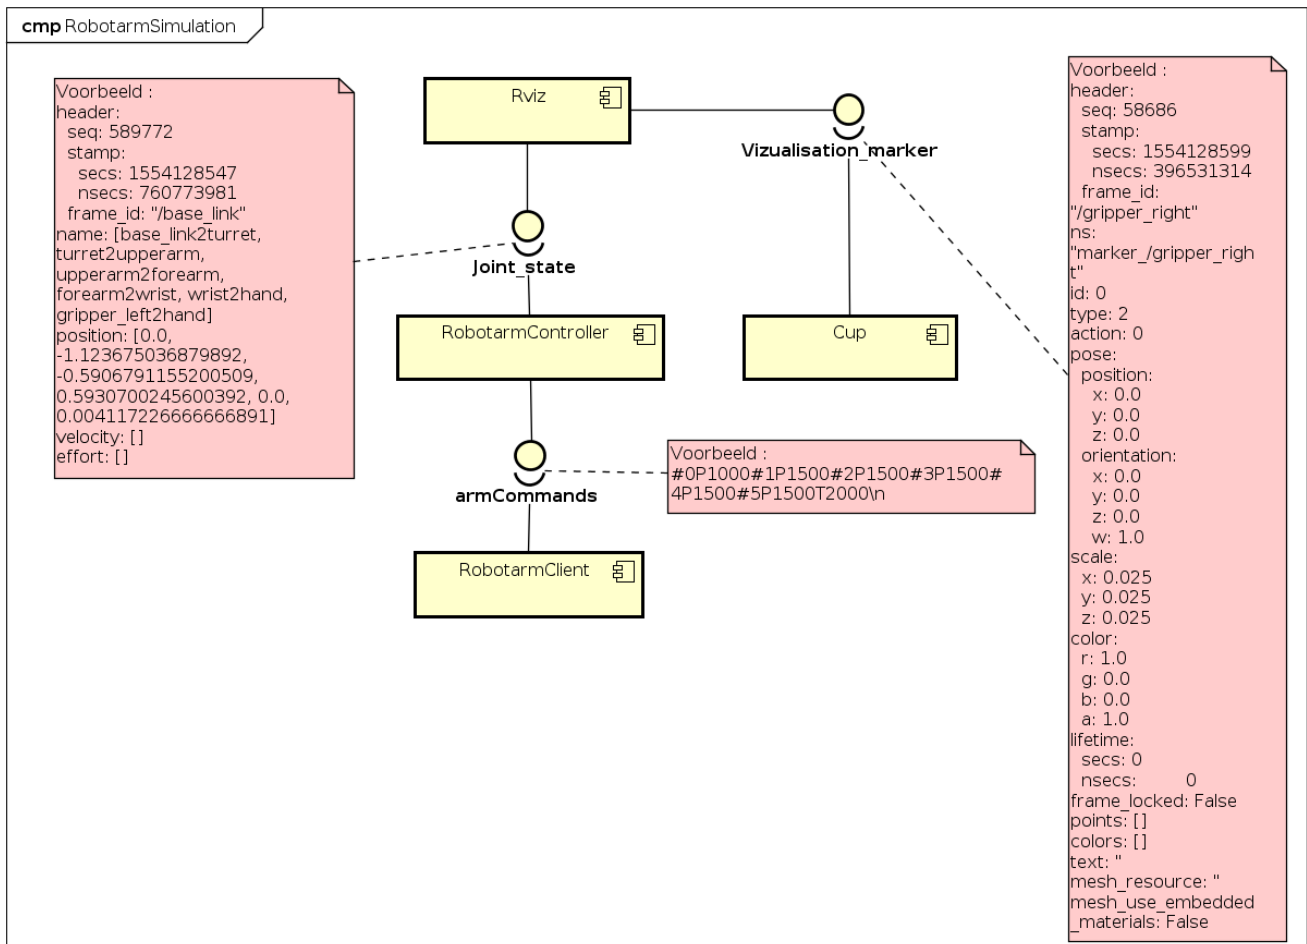 cmp RobotarmSimulation
Voorbeeld :
header:
  seq: 589772
  stamp:
    secs: 1554128547
    nsecs: 760773981
  frame_id: "/base_link"
name: [base_link2turret,
turret2upperarm,
upperarm2forearm,
forearm2wrist, wrist2hand,
gripper_left2hand]
position: [0.0,
-1.123675036879892,
-0.5906791155200509,
0.5930700245600392, 0.0,
0.004117226666666891]
velocity: []
effort: []
Rviz
Vizualisation_marker
Joint_state
RobotarmController
Cup
armCommands
Voorbeeld :
#0P1000#1P1500#2P1500#3P1500#
4P1500#5P1500T2000\n
RobotarmClient
Voorbeeld :
header:
  seq: 58686
  stamp:
    secs: 1554128599
    nsecs: 396531314
  frame_id:
"/gripper_right"
ns:
"marker_/gripper_righ
t"
id: 0
type: 2
action: 0
pose:
  position:
    x: 0.0
    y: 0.0
    z: 0.0
  orientation:
    x: 0.0
    y: 0.0
    z: 0.0
    w: 1.0
scale:
  x: 0.025
  y: 0.025
  z: 0.025
color:
  r: 1.0
  g: 0.0
  b: 0.0
  a: 1.0
lifetime:
  secs: 0
  nsecs:         0
frame_locked: False
points: []
colors: []
text: "
mesh_resource: "
mesh_use_embedded
_materials: False